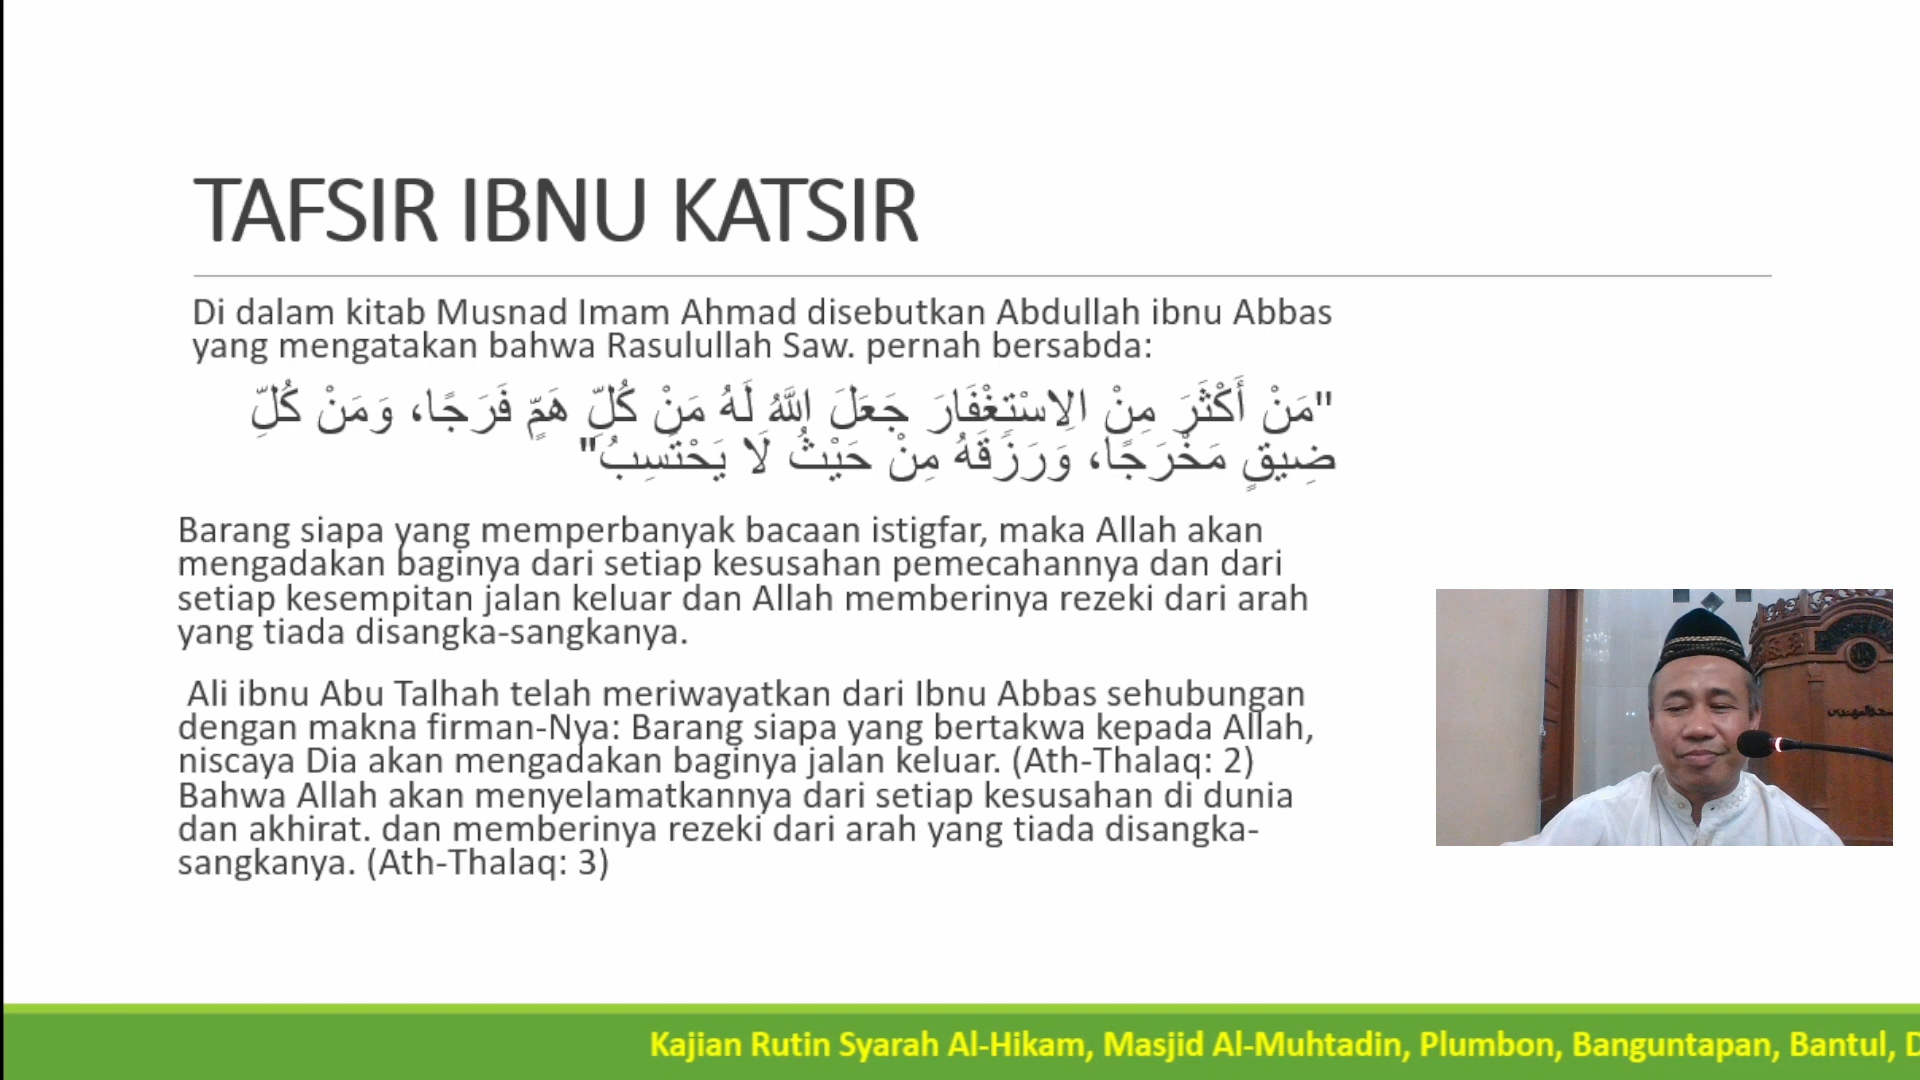 TAFSIR IBNU KATSIR
Di dalam kitab Musnad Imam Ahmad disebutkan Abdullah ibnu Abbas
yang mengatakan bahwa Rasulullah Saw. pernah bersabda:
"مَنْ أَكْثَرَ مِنْ الِاسْتِغْفَارَ جَعَلَ اللَّهُ لَهُ مَنْ كُلِّ هَمٍّ فَرَجًا، وَمَنْ كُلِّ
ضِيقٍ مَخْرَجًا، وَرَزَقَهُ مِنْ حَيْثُ لَا يَحْتَسِبُ"
Barang siapa yang memperbanyak bacaan istigfar, maka Allah akan
mengadakan baginya dari setiap kesusahan pemecahannya dan dari
setiap kesempitan jalan keluar dan Allah memberinya rezeki dari arah
yang tiada disangka-sangkanya.
Ali ibnu Abu Talhah telah meriwayatkan dari Ibnu Abbas sehubungan
dengan makna firman-Nya: Barang siapa yang bertakwa kepada Allah,
niscaya Dia akan mengadakan baginya jalan keluar. (Ath-Thalaq: 2)
Bahwa Allah akan menyelamatkannya dari setiap kesusahan di dunia
dan akhirat. dan memberinya rezeki dari arah yang tiada disangka-
sangkanya. (Ath-Thalaq: 3)
Kajian Rutin Syarah Al-Hikam, Masjid Al-Muhtadin, Plumbon, Banguntapan, Bantul,